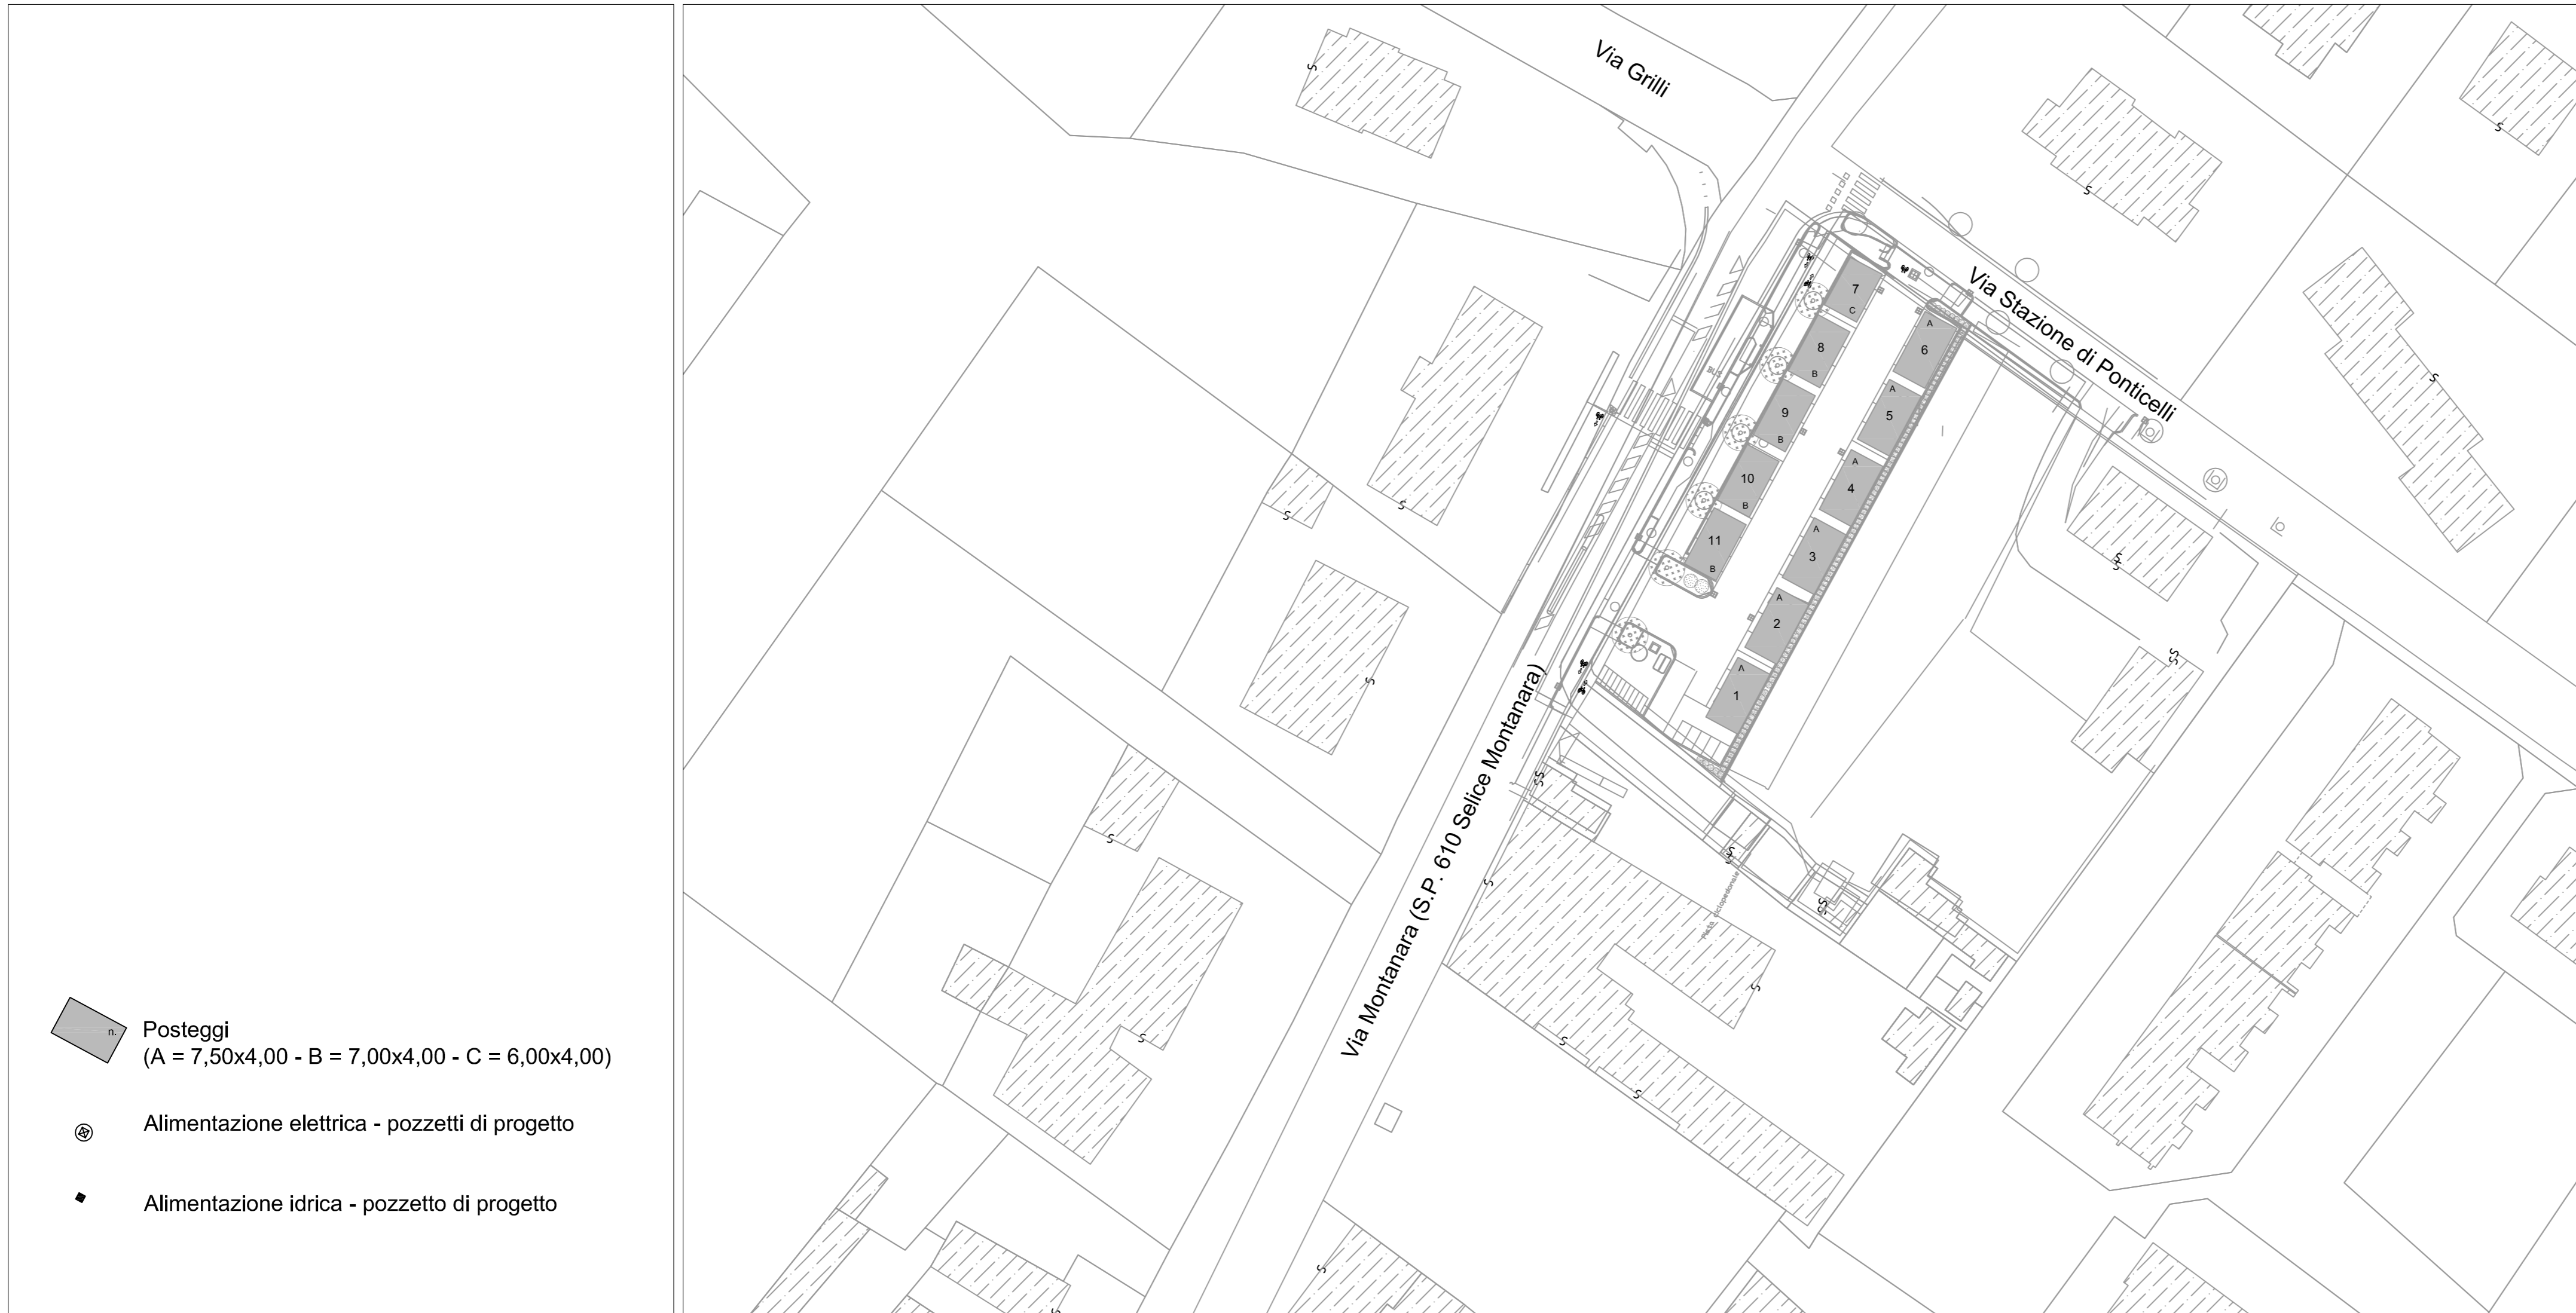 n.
Posteggi
(A = 7,50x4,00 - B = 7,00x4,00 - C = 6,00x4,00)
Alimentazione elettrica - pozzetti di progetto
Alimentazione idrica - pozzetto di progetto
Via Grilli
Via Stazione di Ponticelli
Via Montanara (S.P. 610 Selice Montanara)
BUS
7
C
8
B
9
B
10
B
11
B
A
6
A
5
A
4
A
3
A
2
A
1